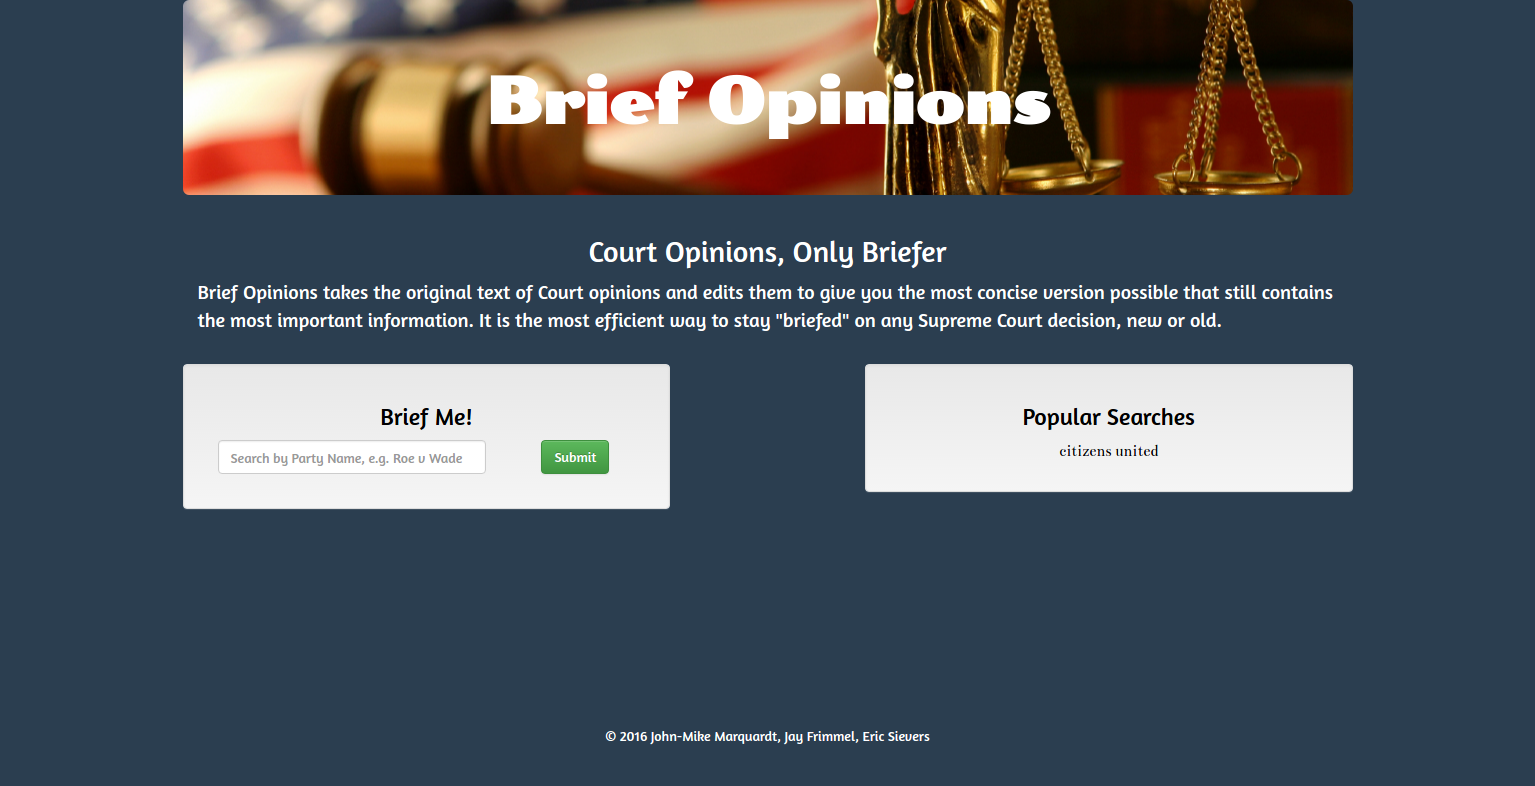 Brief Opinions
Court Opinions, Only Briefer
Brief Opinions takes the original text of Court opinions and edits them to give you the most concise version possible that still contains
the most important information. It is the most efficient way to stay "briefed" on any Supreme Court decision, new or old.
Brief Me!
Search by Party Name, e.g. Roe v Wade
Submit
Popular Searches
citizens united
© 2016 John-Mike Marquardt, Jay Frimmel, Eric Sievers